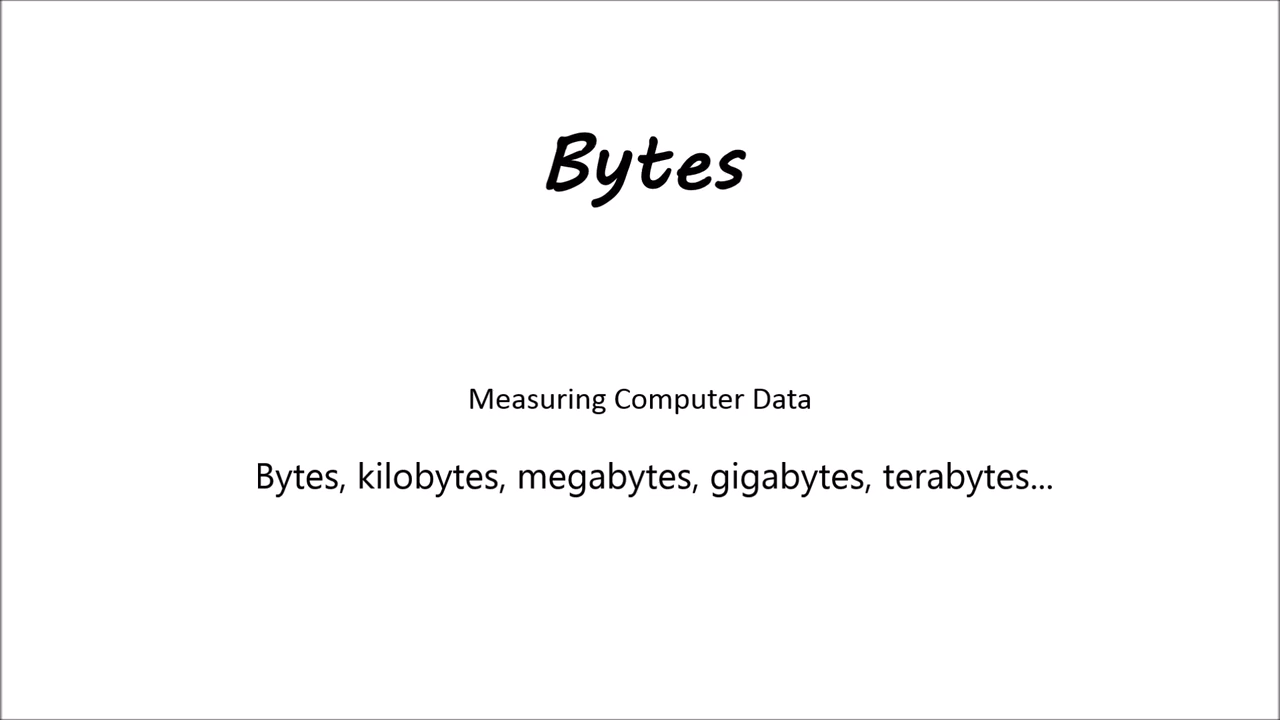 Bytes
Measuring Computer Data
Bytes, kilobytes, megabytes, gigabytes, terabytes...